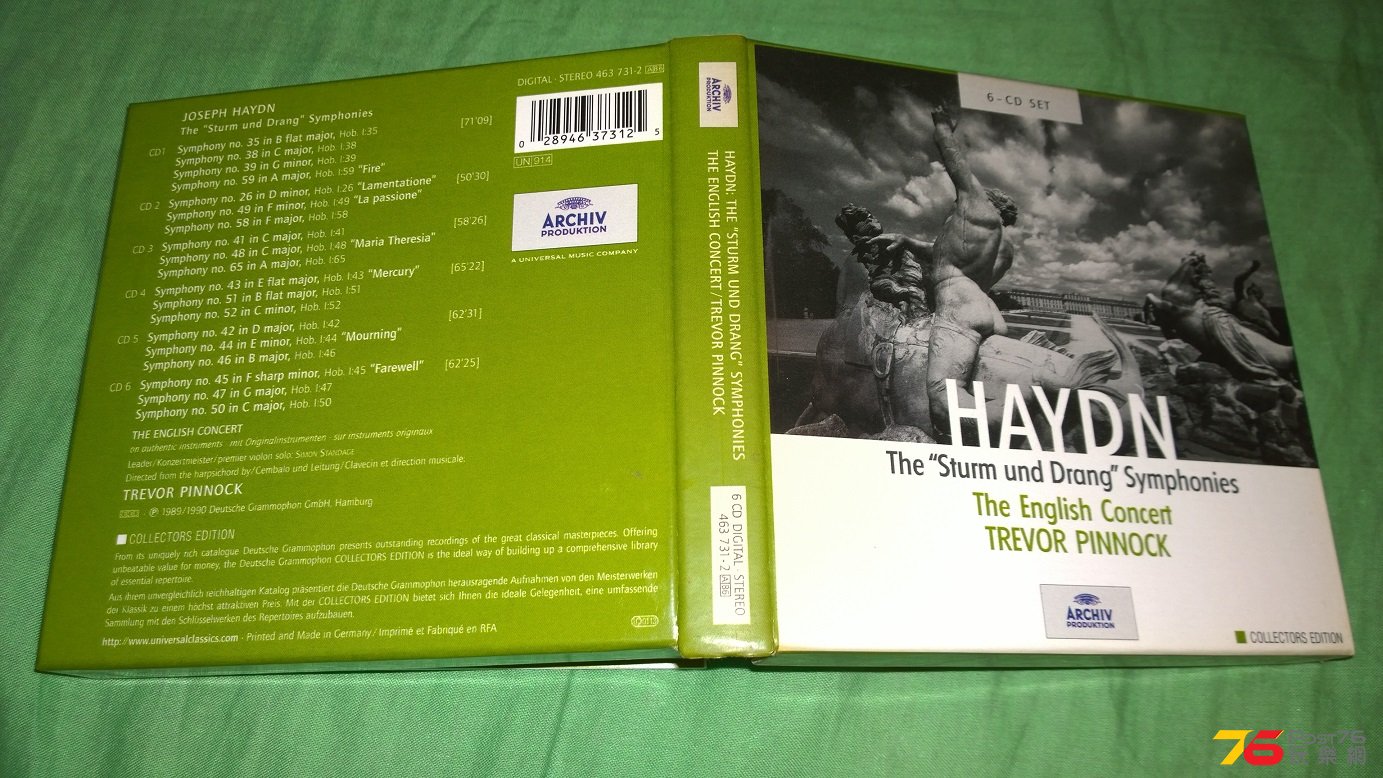 JOSEPH HAYDN
The "Sturm und Drang" Symphonies
CD1 Symphony no. 35 in B flat major, Hob. I:35 [71'09]
Symphony no. 38 in C major, Hob. I:38
Symphony no. 39 in G minor, Hob. I:39
Symphony no. 59 in A major, Hob. I:59 "Fire"
CD 2 Symphony no. 26 in D minor, Hob. I:26 "Lamentatione" [50'30]
Symphony no. 49 in F minor, Hob. I:49 "La passione"
Symphony no. 58 in F major, Hob. I:58
CD 3 Symphony no. 41 in C major, Hob. I:41 [58'26]
Symphony no. 48 in C major, Hob. I:48 "Maria Theresia"
Symphony no. 65 in A major, Hob. I:65
CD 4 Symphony no. 43 in E flat major, Hob. I:43 "Mercury" [65'22]
Symphony no. 51 in B flat major, Hob. I:51
Symphony no. 52 in C minor, Hob. I:52
CD 5 Symphony no. 42 in D major, Hob. I:42 [62'31]
Symphony no. 44 in E minor, Hob. I:44 "Mourning"
Symphony no. 46 in B major, Hob. I:46
CD 6 Symphony no. 45 in F sharp minor, Hob. I:45 "Farewell" [62'25]
Symphony no. 47 in G major, Hob. I:47
Symphony no. 50 in C major, Hob. I:50
THE ENGLISH CONCERT
on authentic instruments · mit Originalinstrumenten · sur instruments originaux
Leader/Konzertmeister/premier violon solo: SIMON STANDAGE
Directed from the harpsichord by/Cembalo und Leitung/Clavecin et direction musicale:
TREVOR PINNOCK
℗ 1989/1990 Deutsche Grammophon GmbH, Hamburg
COLLECTORS EDITION
From its uniquely rich catalogue Deutsche Grammophon presents outstanding recordings of the great classical masterpieces. Offering
unbeatable value for money, the Deutsche Grammophon COLLECTORS EDITION is the ideal way of building up a comprehensive library
of essential repertoire.
Aus ihrem unvergleichlich reichhaltigen Katalog präsentiert die Deutsche Grammophon herausragende Aufnahmen von den Meisterwerken
der Klassik zu einem höchst attraktiven Preis. Mit der COLLECTORS EDITION bietet sich Ihnen die ideale Gelegenheit, eine umfassende
Sammlung mit den Schlüsselwerken des Repertoires aufzubauen.
http://www.universalclassics.com · Printed and Made in Germany/Imprimé et Fabriqué en RFA
DIGITAL · STEREO 463 731-2
0 28946 37312 5
UN 914
ARCHIV
PRODUKTION
A UNIVERSAL MUSIC COMPANY
ARCHIV
PRODUKTION
HAYDN: THE "STURM UND DRANG" SYMPHONIES
THE ENGLISH CONCERT/TREVOR PINNOCK
6 CD DIGITAL STEREO
463 731-2
6-CD SET
HAYDN
The "Sturm und Drang" Symphonies
The English Concert
TREVOR PINNOCK
ARCHIV
PRODUKTION
COLLECTORS EDITION
76